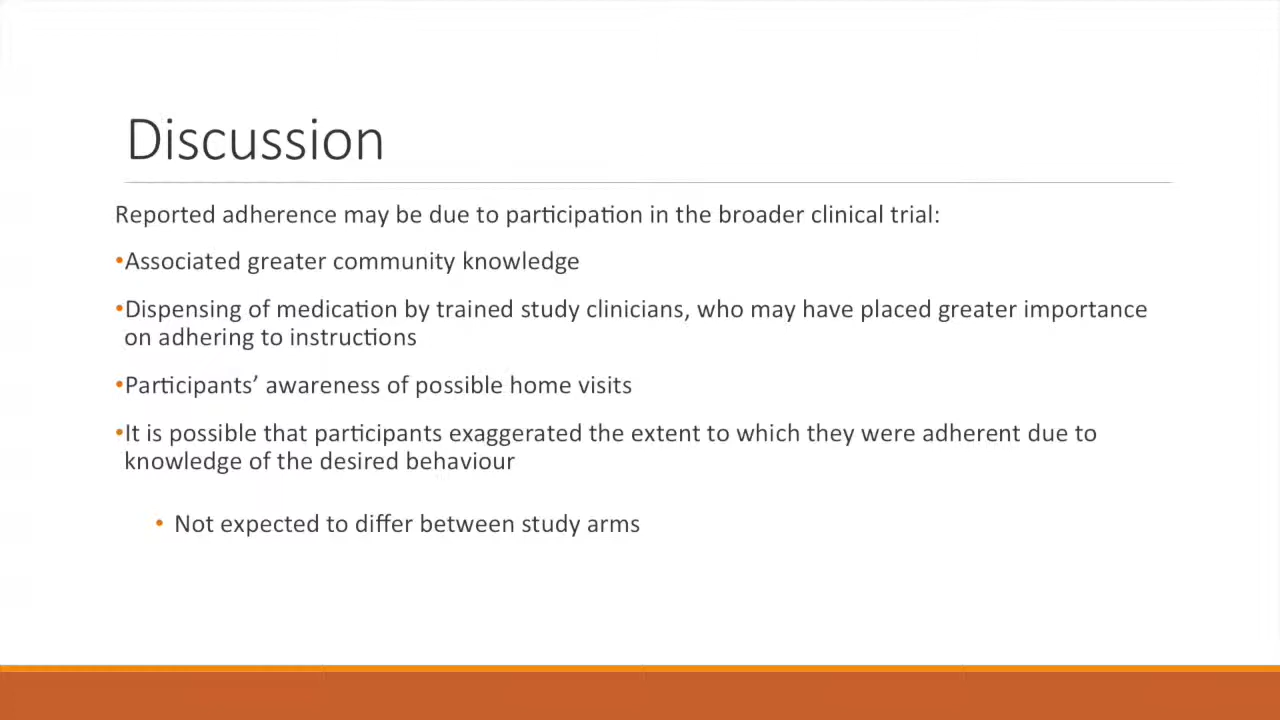 Discussion
Reported adherence may be due to participation in the broader clinical trial:
•Associated greater community knowledge
•Dispensing of medication by trained study clinicians, who may have placed greater importance
on adhering to instructions
•Participants’ awareness of possible home visits
•It is possible that participants exaggerated the extent to which they were adherent due to
knowledge of the desired behaviour
• Not expected to differ between study arms